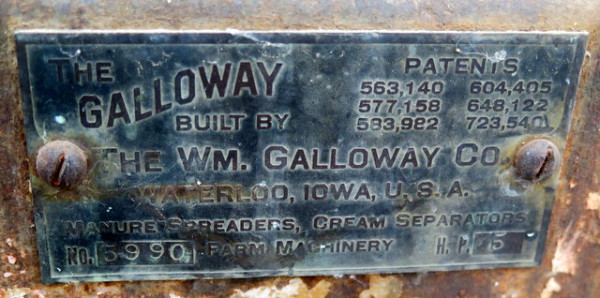 THE
GALLOWAY
BUILT BY
PATENTS
563,140 604,405
577,158 648,122
583,982 723,540
THE WM. GALLOWAY CO.
WATERLOO, IOWA, U.S.A.
MANURE SPREADERS, CREAM SEPARATORS
NO. 5990 FARM MACHINERY H.P. 5